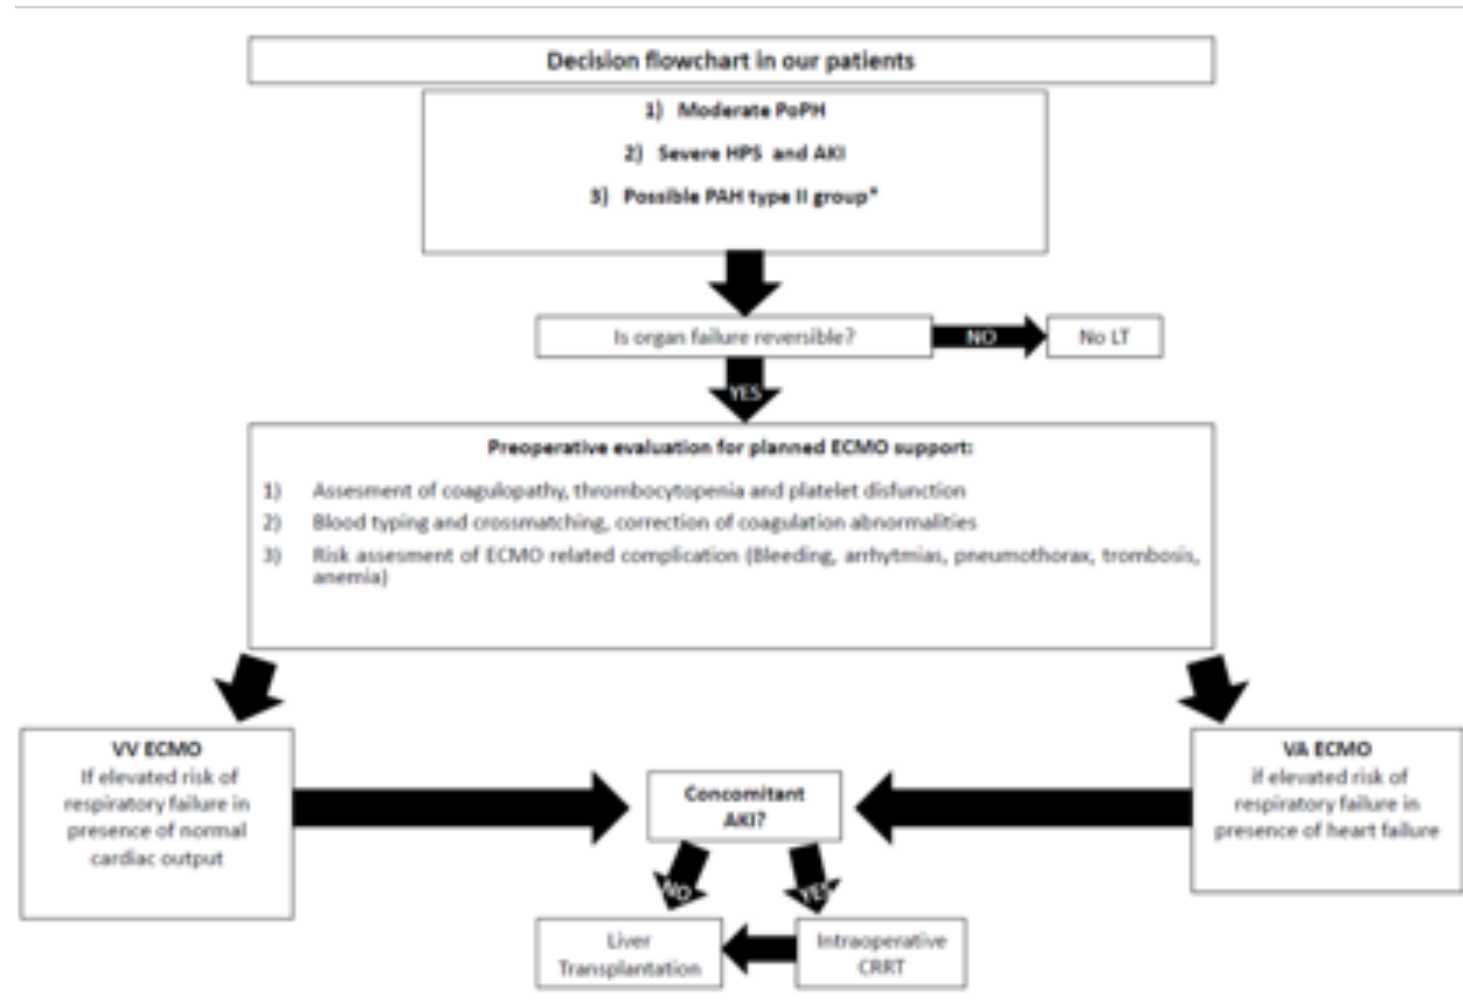 Decision flowchart in our patients
1) Moderate PoPH
2) Severe HPS and AKI
3) Possible PAH type II group*
Is organ failure reversible?
NO
No LT
YES
Preoperative evaluation for planned ECMO support:
1) Assesment of coagulopathy, thrombocytopenia and platelet disfunction
2) Blood typing and crossmatching, correction of coagulation abnormalities
3) Risk assesment of ECMO related complication (Bleeding, arrhytmias, pneumothorax, trombosis,
anemia)
VV ECMO
If elevated risk of
respiratory failure in
presence of normal
cardiac output
Concomitant
AKI?
VA ECMO
if elevated risk of
respiratory failure in
presence of heart failure
NO
YES
Liver
Transplantation
Intraoperative
CRRT